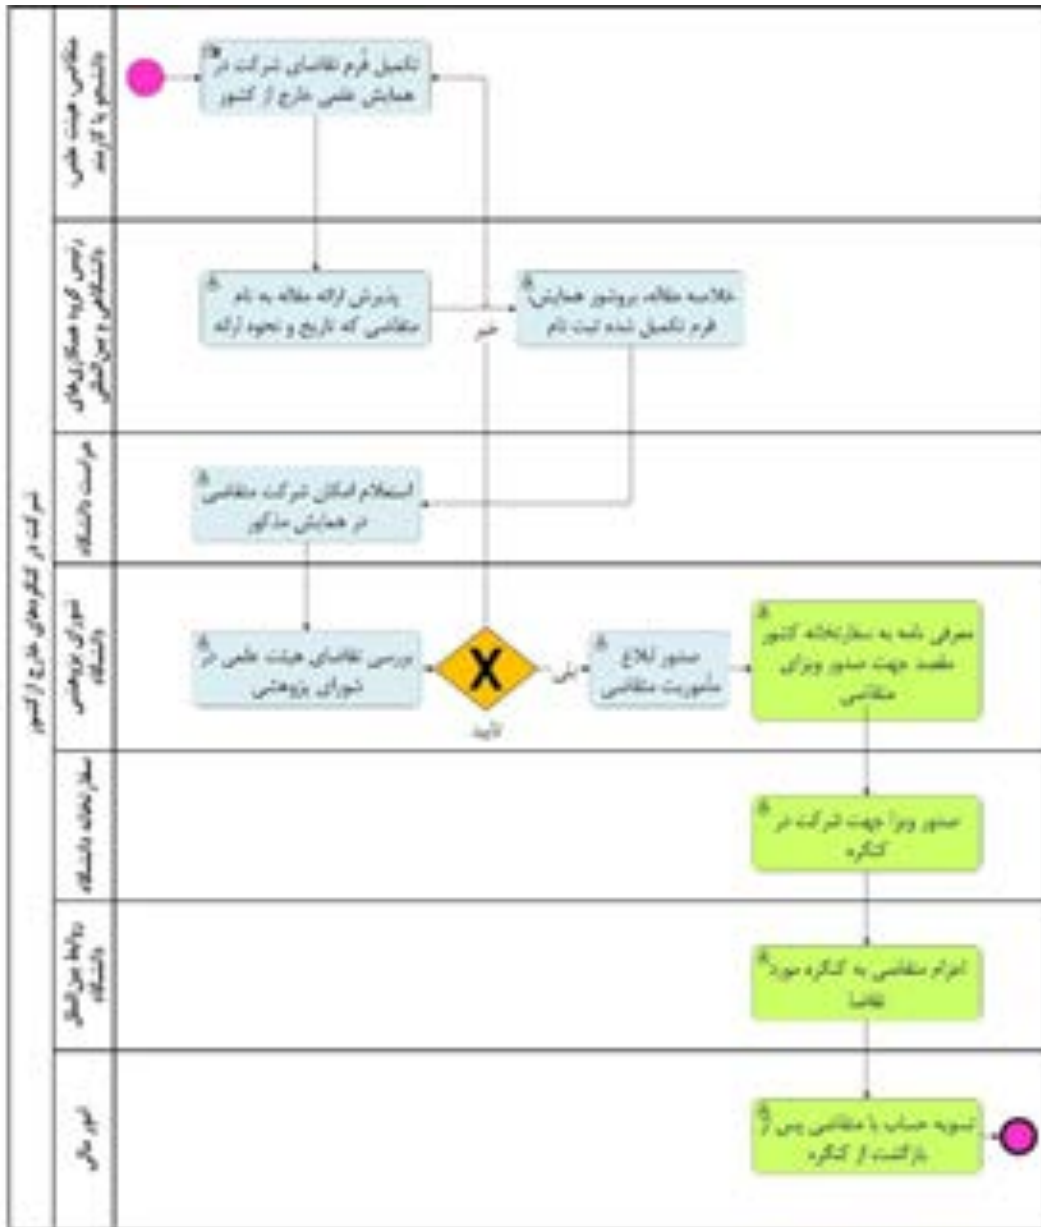 شرکت در کنگره‌های خارج از کشور
متقاضی، هیئت علمی،
دانشجو یا کارمند
تکمیل فرم تقاضای شرکت در
همایش علمی خارج از کشور
رئیس گروه همکاری‌های
دانشگاهی و بین‌المللی
پذیرش ارائه مقاله به نام
متقاضی که تاریخ و نحوه ارائه
خیر
خلاصه مقاله، بروشور همایش،
فرم تکمیل شده ثبت نام
حراست دانشگاه
استعلام امکان شرکت متقاضی
در همایش مذکور
شورای پژوهشی
دانشگاه
بررسی تقاضای هیئت علمی در
شورای پژوهشی
X
تأیید
بلی
صدور ابلاغ
مأموریت متقاضی
معرفی نامه به سفارتخانه کشور
مقصد جهت صدور ویزای
متقاضی
سفارتخانه دانشگاه
صدور ویزا جهت شرکت در
کنگره
روابط بین‌الملل
دانشگاه
اعزام متقاضی به کنگره مورد
تقاضا
امور مالی
تسویه حساب با متقاضی پس از
بازگشت از کنگره